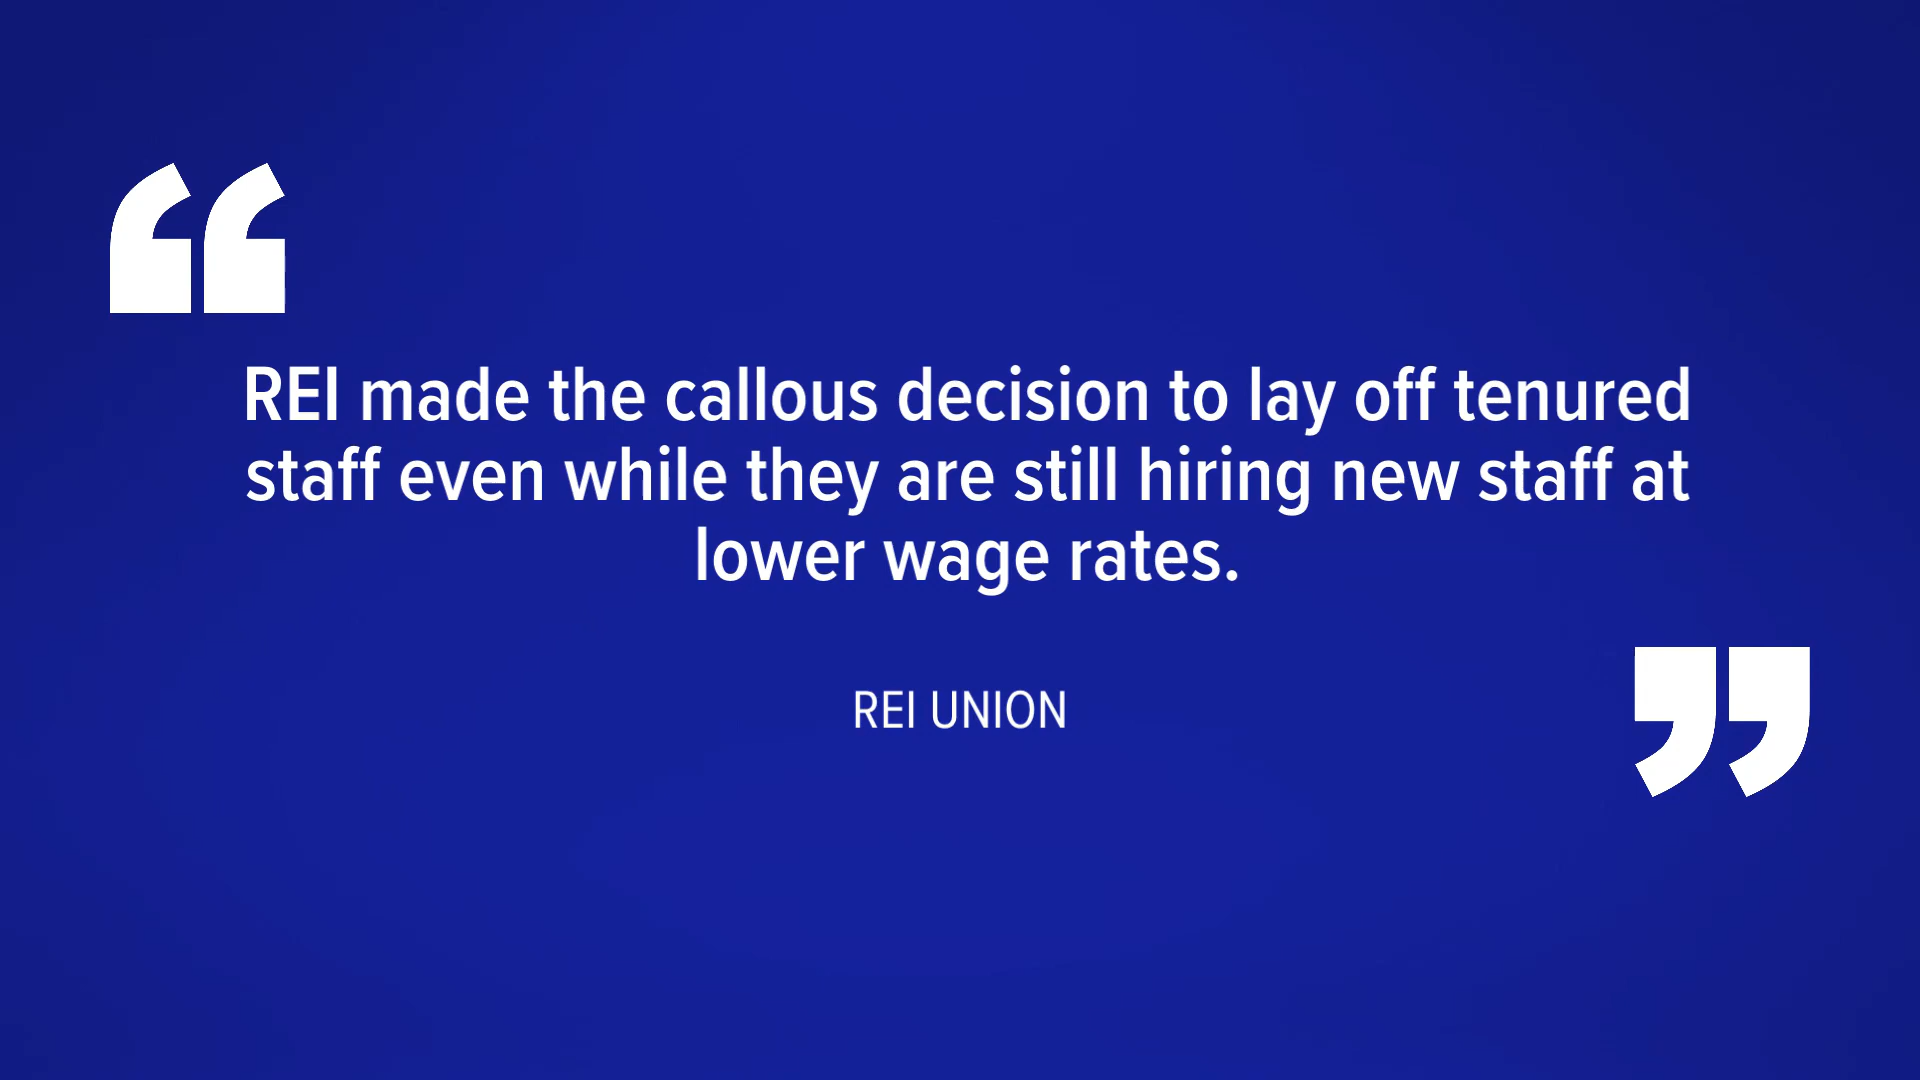 “
REI made the callous decision to lay off tenured
staff even while they are still hiring new staff at
lower wage rates.
REI UNION
”